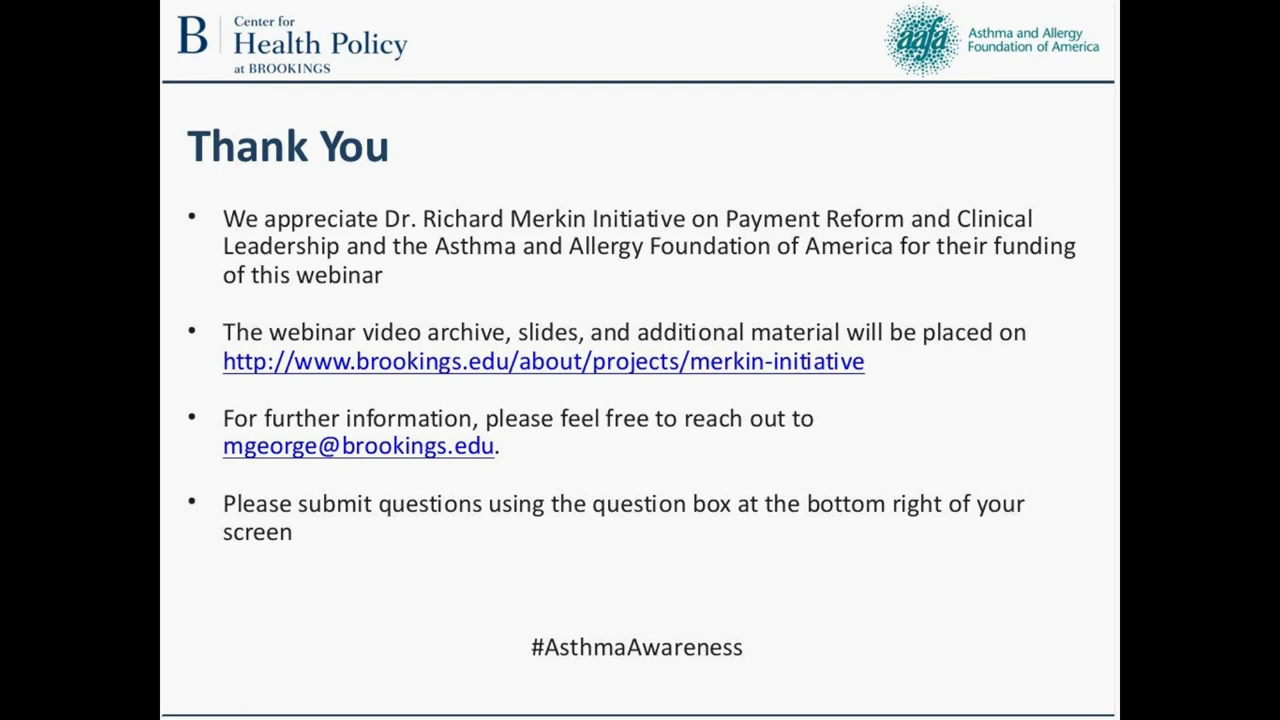 B
Center for
Health Policy
at BROOKINGS
aafa
Asthma and Allergy
Foundation of America
Thank You
• We appreciate Dr. Richard Merkin Initiative on Payment Reform and Clinical
Leadership and the Asthma and Allergy Foundation of America for their funding
of this webinar
• The webinar video archive, slides, and additional material will be placed on
http://www.brookings.edu/about/projects/merkin-initiative
• For further information, please feel free to reach out to
mgeorge@brookings.edu.
• Please submit questions using the question box at the bottom right of your
screen
#AsthmaAwareness